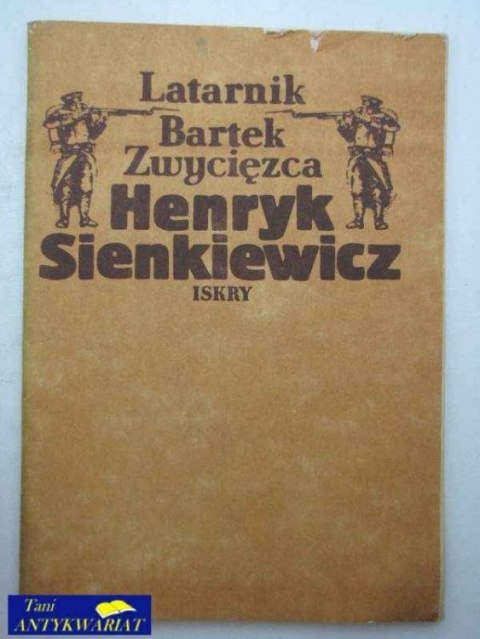 Latarnik
Bartek
Zwycięzca
Henryk
Sienkiewicz
ISKRY
Tani
ANTYKWARIAT